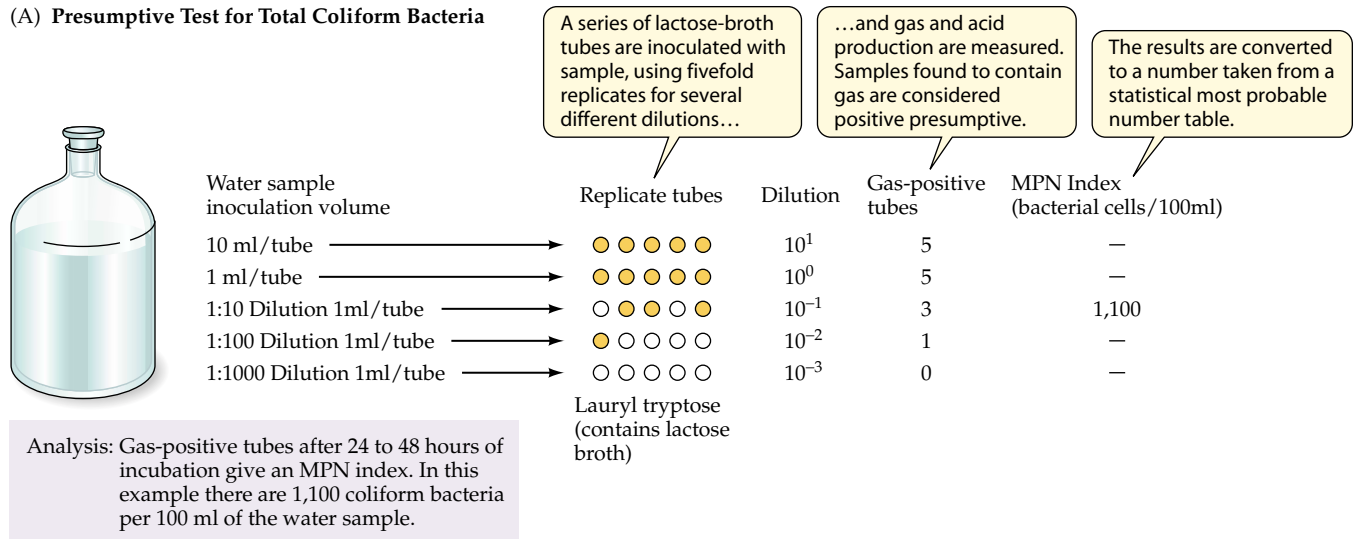 (A) Presumptive Test for Total Coliform Bacteria
A series of lactose-broth
tubes are inoculated with
sample, using fivefold
replicates for several
different dilutions…
…and gas and acid
production are measured.
Samples found to contain
gas are considered
positive presumptive.
The results are converted
to a number taken from a
statistical most probable
number table.
Water sample
inoculation volume
Replicate tubes
Dilution
Gas-positive
tubes
MPN Index
(bacterial cells/100ml)
10 ml/tube 10¹ 5 —
1 ml/tube 10⁰ 5 —
1:10 Dilution 1ml/tube 10⁻¹ 3 1,100
1:100 Dilution 1ml/tube 10⁻² 1 —
1:1000 Dilution 1ml/tube 10⁻³ 0 —
Lauryl tryptose
(contains lactose
broth)
Analysis: Gas-positive tubes after 24 to 48 hours of
incubation give an MPN index. In this
example there are 1,100 coliform bacteria
per 100 ml of the water sample.